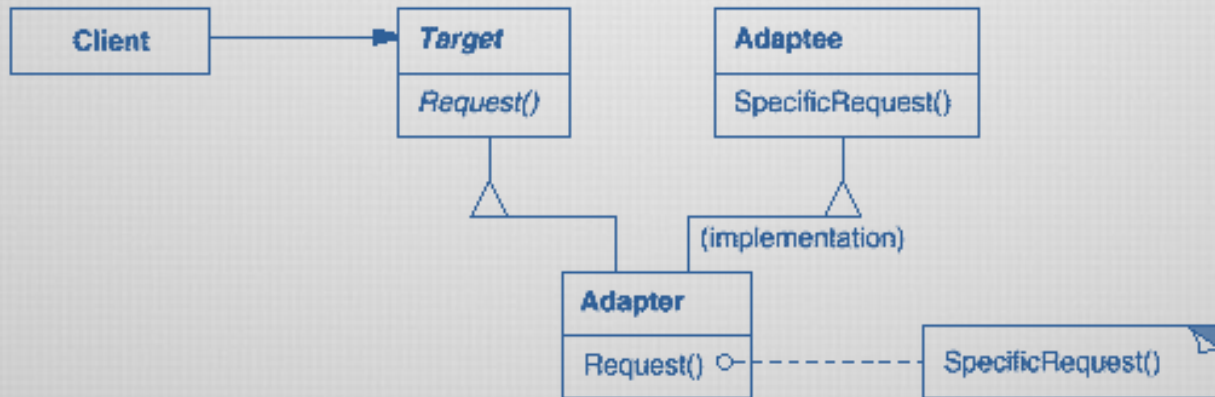 Client
Target
Request()
Adaptee
SpecificRequest()
(implementation)
Adapter
Request()
SpecificRequest()